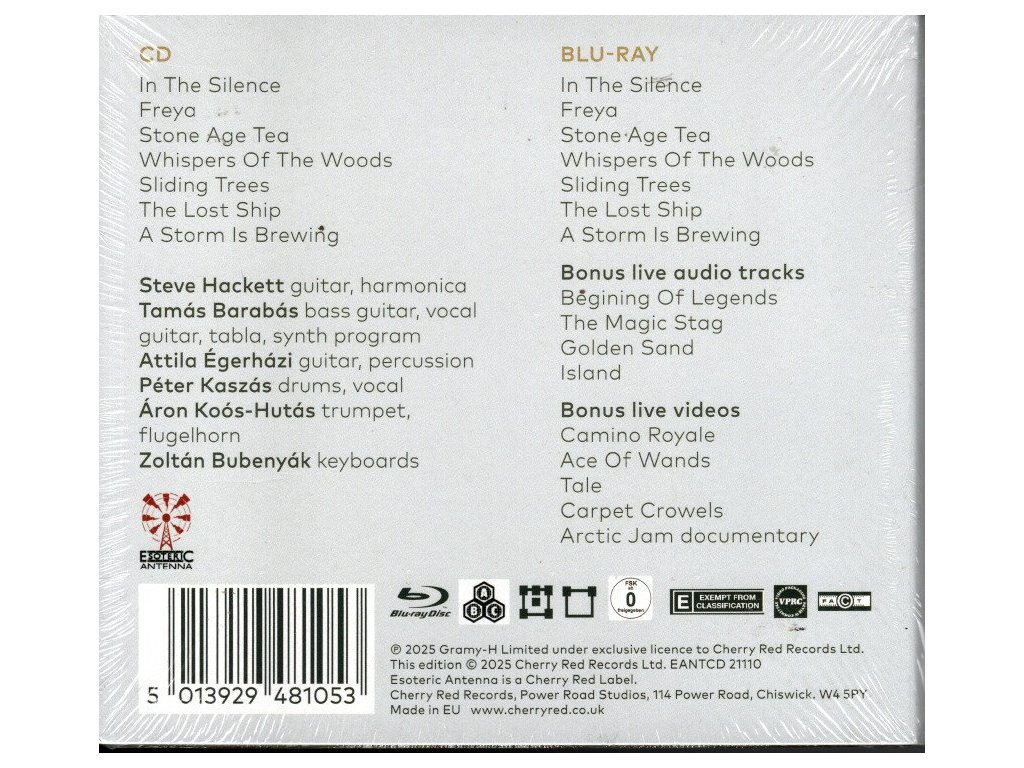 CD
In The Silence
Freya
Stone Age Tea
Whispers Of The Woods
Sliding Trees
The Lost Ship
A Storm Is Brewing
Steve Hackett guitar, harmonica
Tamás Barabás bass guitar, vocal
guitar, tabla, synth program
Attila Égerházi guitar, percussion
Péter Kaszás drums, vocal
Áron Koós-Hutás trumpet,
flugelhorn
Zoltán Bubenyák keyboards
BLU-RAY
In The Silence
Freya
Stone Age Tea
Whispers Of The Woods
Sliding Trees
The Lost Ship
A Storm Is Brewing
Bonus live audio tracks
Begining Of Legends
The Magic Stag
Golden Sand
Island
Bonus live videos
Camino Royale
Ace Of Wands
Tale
Carpet Crowels
Arctic Jam documentary
ESOTERIC
ANTENNA
5 013929 481053
Blu-ray Disc
A B C
FSK
ab
0
freigegeben
E EXEMPT FROM
CLASSIFICATION
VPRC
FACT
℗ 2025 Gramy-H Limited under exclusive licence to Cherry Red Records Ltd.
This edition © 2025 Cherry Red Records Ltd. EANTCD 21110
Esoteric Antenna is a Cherry Red Label.
Cherry Red Records, Power Road Studios, 114 Power Road, Chiswick. W4 5PY
Made in EU www.cherryred.co.uk